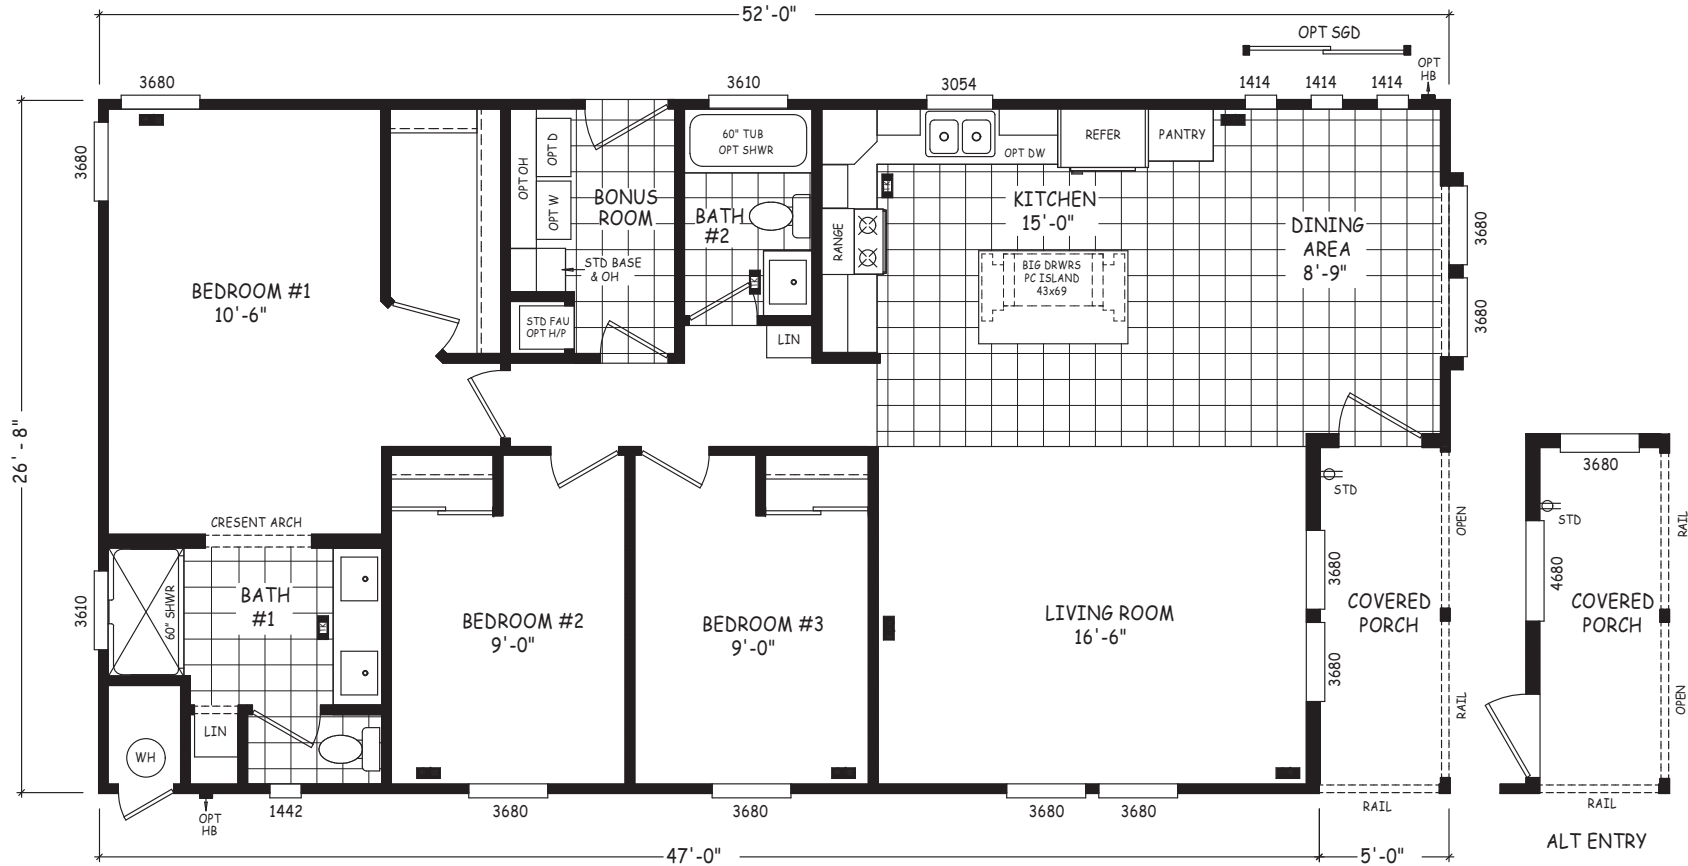 52'-0"
OPT SGD
OPT
HB
3680
3610
3054
1414
1414
1414
3680
26'-8"
60" TUB
OPT SHWR
REFER
PANTRY
OPT DW
OPT OH
OPT D
OPT W
BONUS
ROOM
BATH
#2
KITCHEN
15'-0"
DINING
AREA
8'-9"
3680
3680
RANGE
STD BASE
& OH
BIG DRWRS
PC ISLAND
43x69
BEDROOM #1
10'-6"
STD FAU
OPT H/P
LIN
3680
STD
STD
OPEN
RAIL
CRESENT ARCH
3680
4680
3610
60" SHWR
BATH
#1
BEDROOM #2
9'-0"
BEDROOM #3
9'-0"
LIVING ROOM
16'-6"
COVERED
PORCH
COVERED
PORCH
3680
RAIL
OPEN
LIN
WH
1442
OPT
HB
3680
3680
3680
3680
RAIL
RAIL
ALT ENTRY
47'-0"
5'-0"